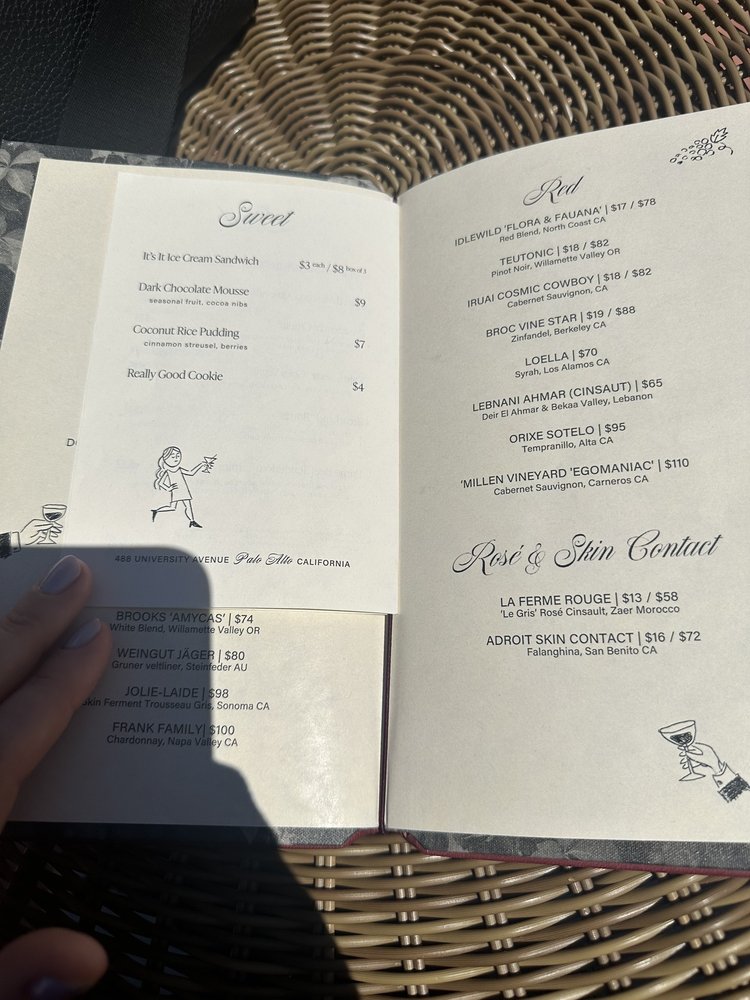 Sweet
It's It Ice Cream Sandwich $3 each / $8 box of 3
Dark Chocolate Mousse
seasonal fruit, cocoa nibs $9
Coconut Rice Pudding
cinnamon streusel, berries $7
Really Good Cookie $4
488 UNIVERSITY AVENUE Palo Alto CALIFORNIA
BROOKS 'AMYCAS' | $74
White Blend, Willamette Valley OR
WEINGUT JÄGER | $80
Gruner veltliner, Steinfeder AU
JOLIE-LAIDE | $98
Skin Ferment Trousseau Gris, Sonoma CA
FRANK FAMILY| $100
Chardonnay, Napa Valley CA
Red
IDLEWILD 'FLORA & FAUANA' | $17 / $78
Red Blend, North Coast CA
TEUTONIC | $18 / $82
Pinot Noir, Willamette Valley OR
IRUAI COSMIC COWBOY | $18 / $82
Cabernet Sauvignon, CA
BROC VINE STAR | $19 / $88
Zinfandel, Berkeley CA
LOELLA | $70
Syrah, Los Alamos CA
LEBNANI AHMAR (CINSAUT) | $65
Deir El Ahmar & Bekaa Valley, Lebanon
ORIXE SOTELO | $95
Tempranillo, Alta CA
'MILLEN VINEYARD 'EGOMANIAC' | $110
Cabernet Sauvignon, Carneros CA
Rosé & Skin Contact
LA FERME ROUGE | $13 / $58
'Le Gris' Rosé Cinsault, Zaer Morocco
ADROIT SKIN CONTACT | $16 / $72
Falanghina, San Benito CA